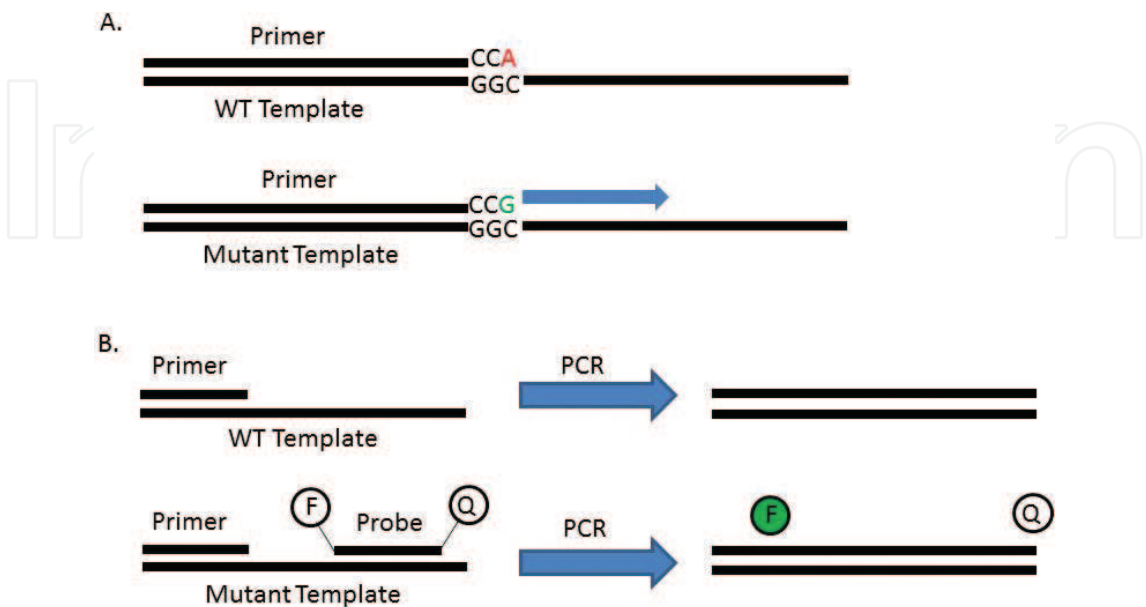 A.
Primer
CCA
GGC
WT Template
Primer
CCG
GGC
Mutant Template
B.
Primer
PCR
WT Template
F
Q
Primer
Probe
PCR
F
Q
Mutant Template